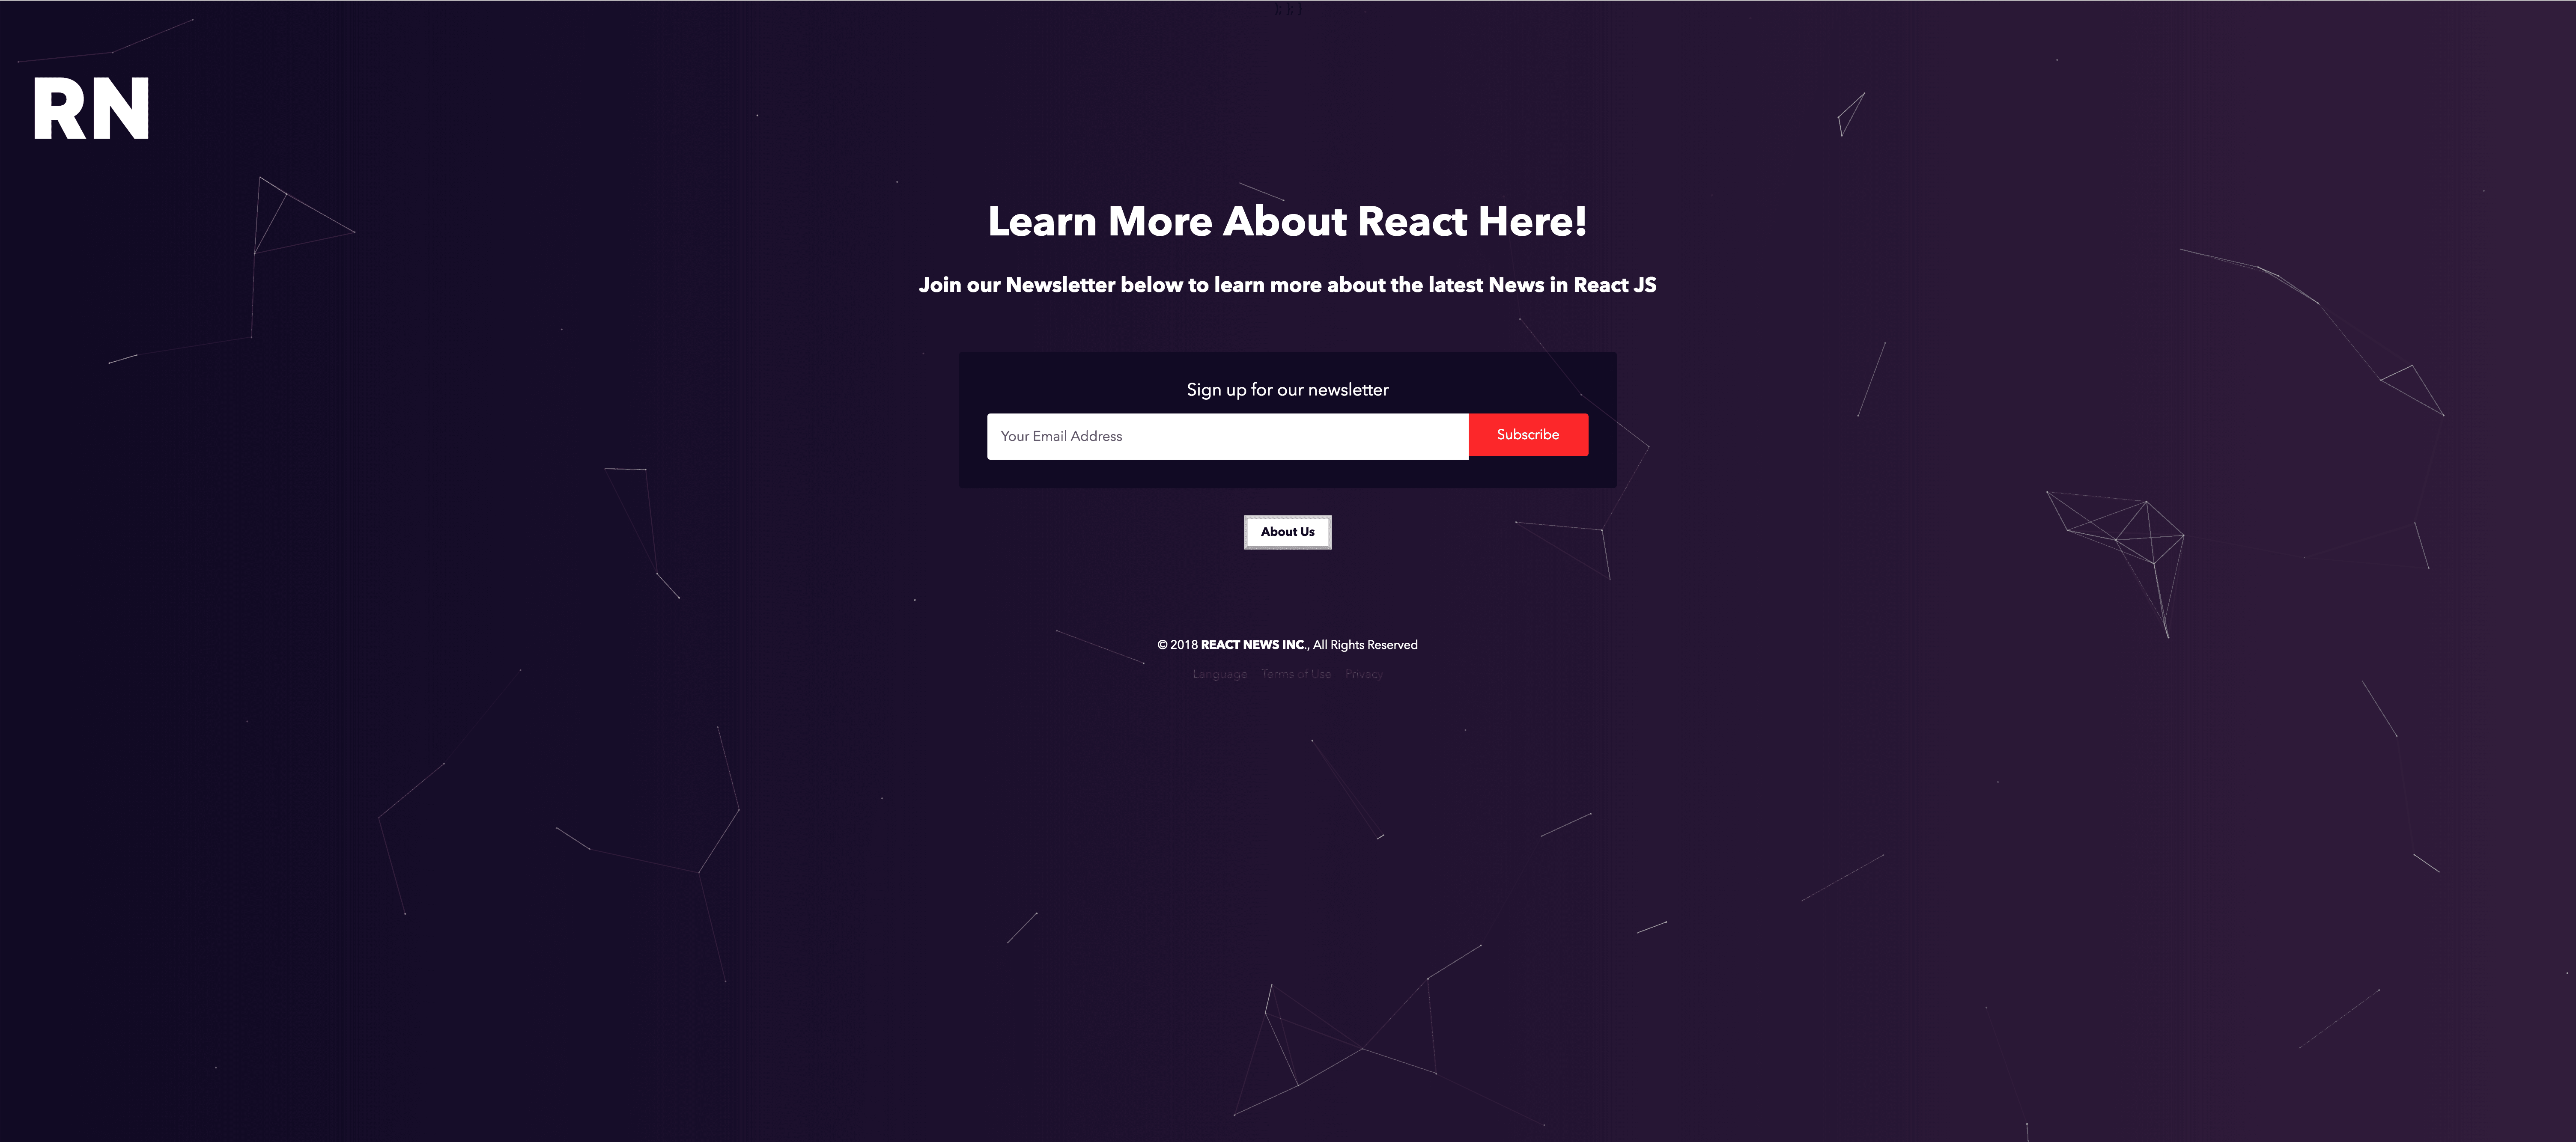 RN
Learn More About React Here!
Join our Newsletter below to learn more about the latest News in React JS
Sign up for our newsletter
Your Email Address
Subscribe
About Us
© 2018 REACT NEWS INC., All Rights Reserved
Language Terms of Use Privacy